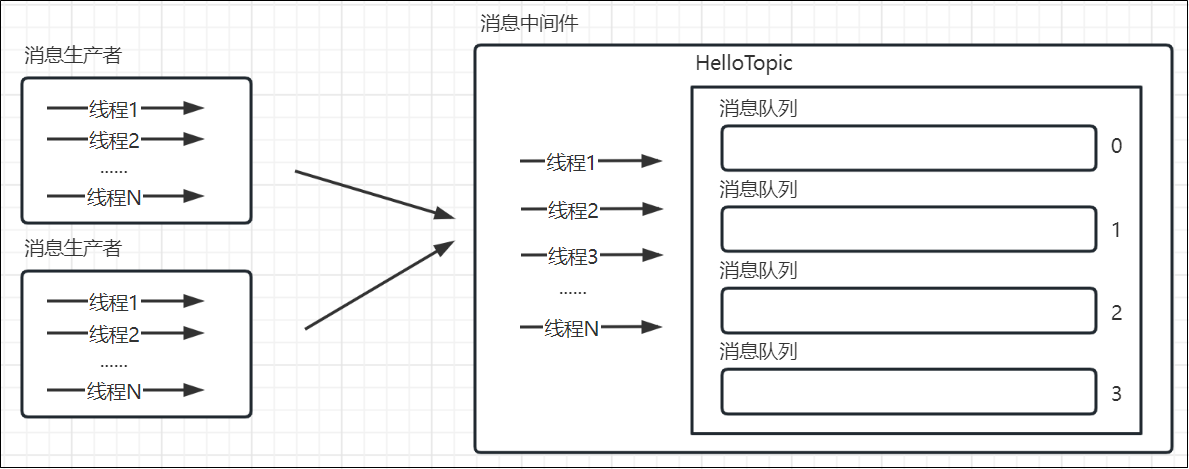 消息生产者
线程1
线程2
......
线程N
消息生产者
线程1
线程2
......
线程N
消息中间件
线程1
线程2
线程3
......
线程N
HelloTopic
消息队列
0
消息队列
1
消息队列
2
消息队列
3